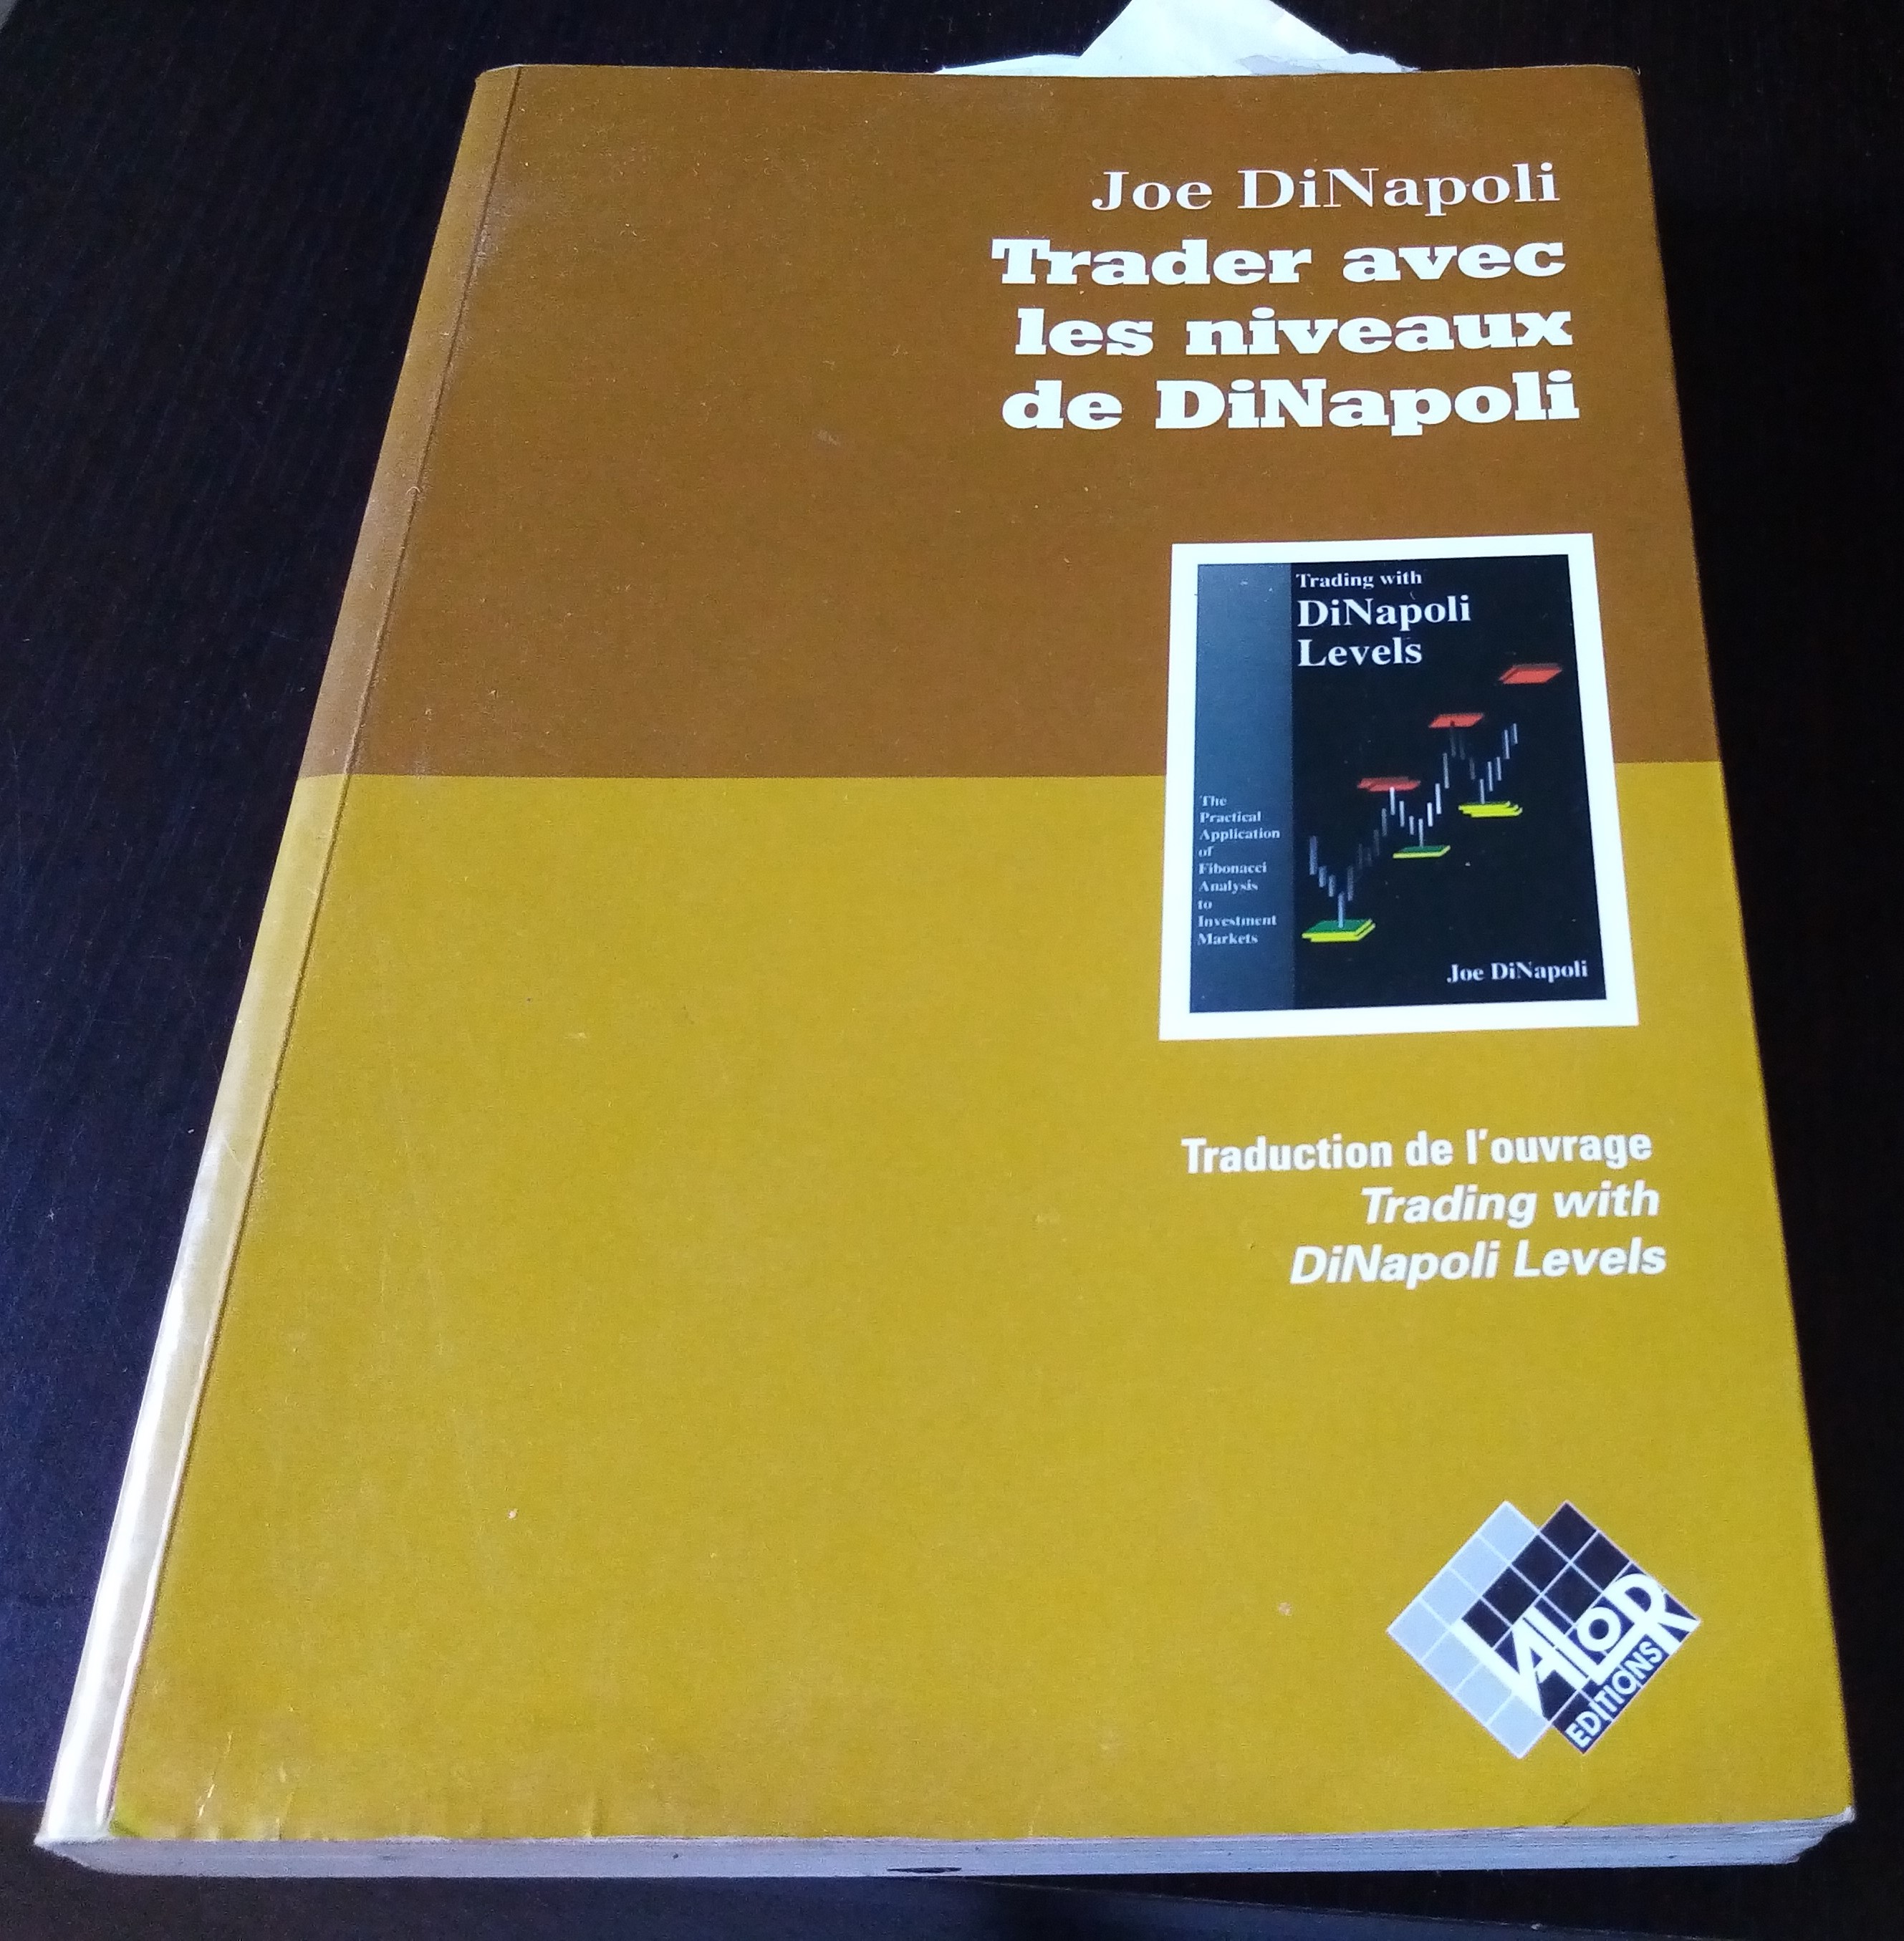 Joe DiNapoli
Trader avec
les niveaux
de DiNapoli
Trading with
DiNapoli
Levels
The
Practical
Application
of
Fibonacci
Analysis
to
Investment
Markets
Joe DiNapoli
Traduction de l'ouvrage
Trading with
DiNapoli Levels
VALOR
EDITIONS